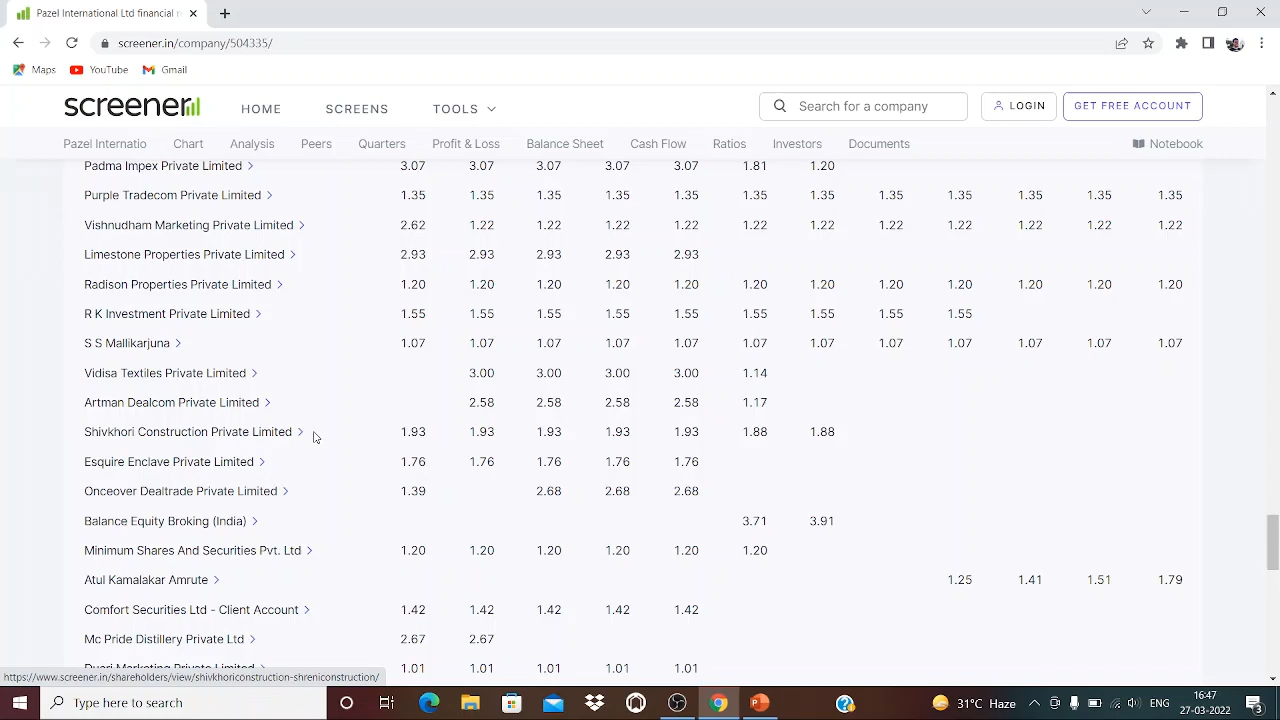 Pazel International Ltd financial r
screener.in/company/504335/
Maps YouTube Gmail
screener HOME SCREENS TOOLS Search for a company LOGIN GET FREE ACCOUNT
Pazel Internatio Chart Analysis Peers Quarters Profit & Loss Balance Sheet Cash Flow Ratios Investors Documents Notebook
Padma Impex Private Limited 3.07 3.07 3.07 3.07 3.07 1.81 1.20
Purple Tradecom Private Limited 1.35 1.35 1.35 1.35 1.35 1.35 1.35 1.35 1.35 1.35 1.35 1.35
Vishnudham Marketing Private Limited 2.62 1.22 1.22 1.22 1.22 1.22 1.22 1.22 1.22 1.22 1.22 1.22
Limestone Properties Private Limited 2.93 2.93 2.93 2.93 2.93
Radison Properties Private Limited 1.20 1.20 1.20 1.20 1.20 1.20 1.20 1.20 1.20 1.20 1.20 1.20
R K Investment Private Limited 1.55 1.55 1.55 1.55 1.55 1.55 1.55 1.55 1.55
S S Mallikarjuna 1.07 1.07 1.07 1.07 1.07 1.07 1.07 1.07 1.07 1.07 1.07 1.07
Vidisa Textiles Private Limited 3.00 3.00 3.00 3.00 1.14
Artman Dealcom Private Limited 2.58 2.58 2.58 2.58 1.17
Shivkhori Construction Private Limited 1.93 1.93 1.93 1.93 1.93 1.88 1.88
Esquire Enclave Private Limited 1.76 1.76 1.76 1.76 1.76
Onceover Dealtrade Private Limited 1.39 2.68 2.68 2.68
Balance Equity Broking (India) 3.71 3.91
Minimum Shares And Securities Pvt. Ltd 1.20 1.20 1.20 1.20 1.20 1.20
Atul Kamalakar Amrute 1.25 1.41 1.51 1.79
Comfort Securities Ltd - Client Account 1.42 1.42 1.42 1.42 1.42
Mc Pride Distillery Private Ltd 2.67 2.67
Marketing Private Limited 1.01 1.01 1.01 1.01 1.01
https://www.screener.in/shareholders/view/shivkhoriconstruction-shreniconstruction/
Type here to search 31°C Haze 16:47
27-03-2022 3